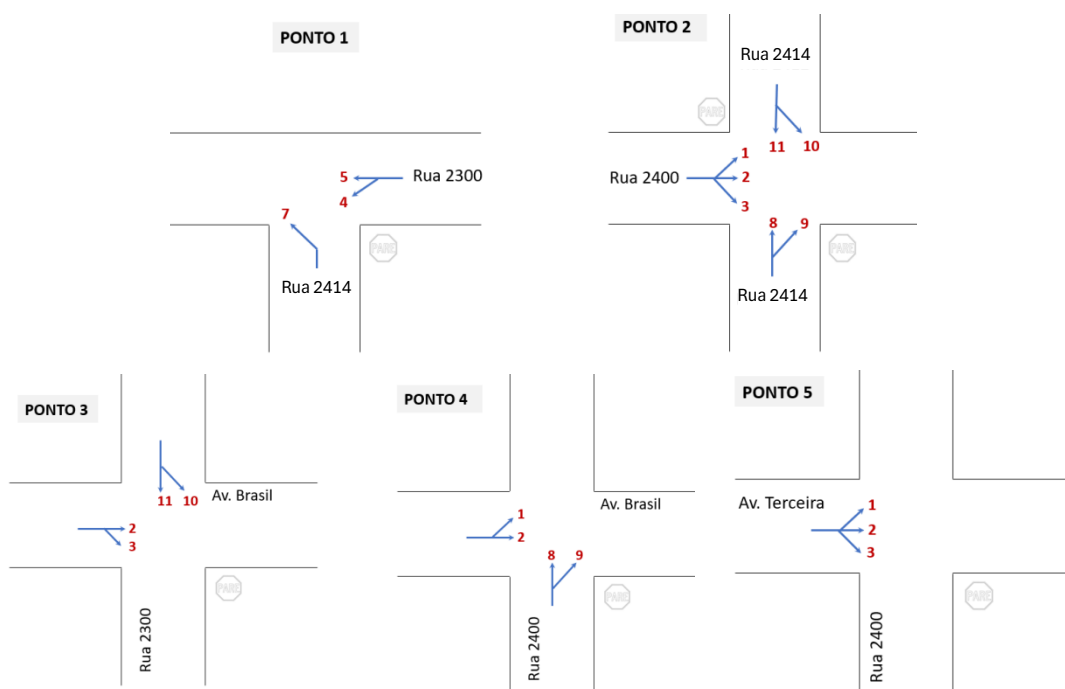 PONTO 1
5
4
Rua 2300
7
PARE
Rua 2414
PONTO 2
Rua 2414
PARE
11
10
1
Rua 2400
2
3
8
9
PARE
Rua 2414
PONTO 3
11
10
Av. Brasil
2
3
PARE
Rua 2300
PONTO 4
Av. Brasil
1
2
8
9
PARE
Rua 2400
PONTO 5
Av. Terceira
1
2
3
PARE
Rua 2400